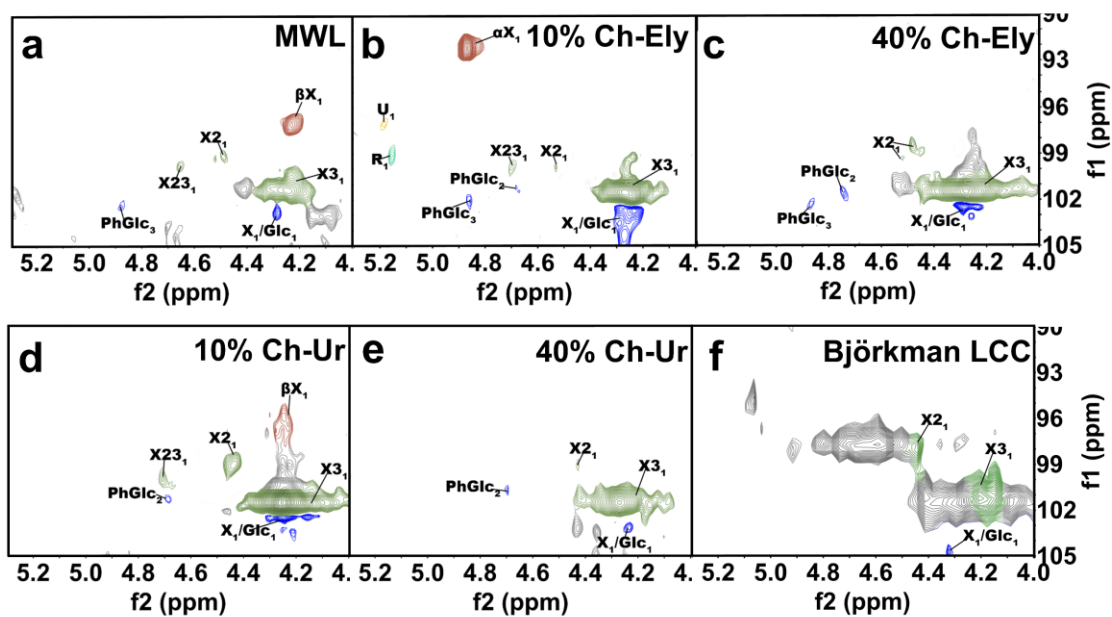 a
MWL
βX₁
X2₁
X23₁
X3₁
PhGlc₃
X₁/Glc₁
5.2 5.0 4.8 4.6 4.4 4.2 4.
f2 (ppm)
b
αX₁
10% Ch-Ely
U₁
R₁
X23₁
X2₁
PhGlc₂
X3₁
PhGlc₃
X₁/Glc₁
5.2 5.0 4.8 4.6 4.4 4.2 4.
f2 (ppm)
c
40% Ch-Ely
X2₁
PhGlc₂
X3₁
PhGlc₃
X₁/Glc₁
5.2 5.0 4.8 4.6 4.4 4.2 4.0
f2 (ppm)
90
93
96
99
102
105
f1 (ppm)
d
10% Ch-Ur
βX₁
X2₁
X23₁
X3₁
PhGlc₂
X₁/Glc₁
5.2 5.0 4.8 4.6 4.4 4.2 4.
f2 (ppm)
e
40% Ch-Ur
X2₁
X3₁
PhGlc₂
X₁/Glc₁
5.2 5.0 4.8 4.6 4.4 4.2 4.
f2 (ppm)
f
Björkman LCC
X2₁
X3₁
X₁/Glc₁
5.2 5.0 4.8 4.6 4.4 4.2 4.0
f2 (ppm)
90
93
96
99
102
105
f1 (ppm)